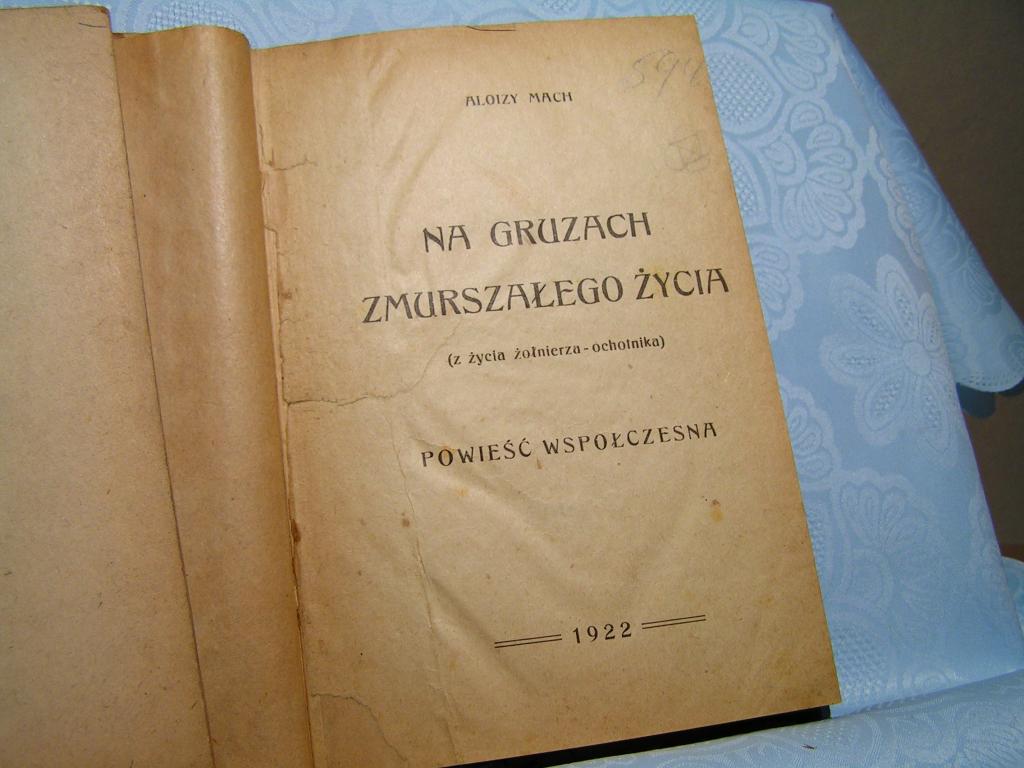 ALOIZY MACH
NA GRUZACH
ZMURSZAŁEGO ŻYCIA
(z życia żołnierza-ochotnika)
POWIEŚĆ WSPÓŁCZESNA
1922